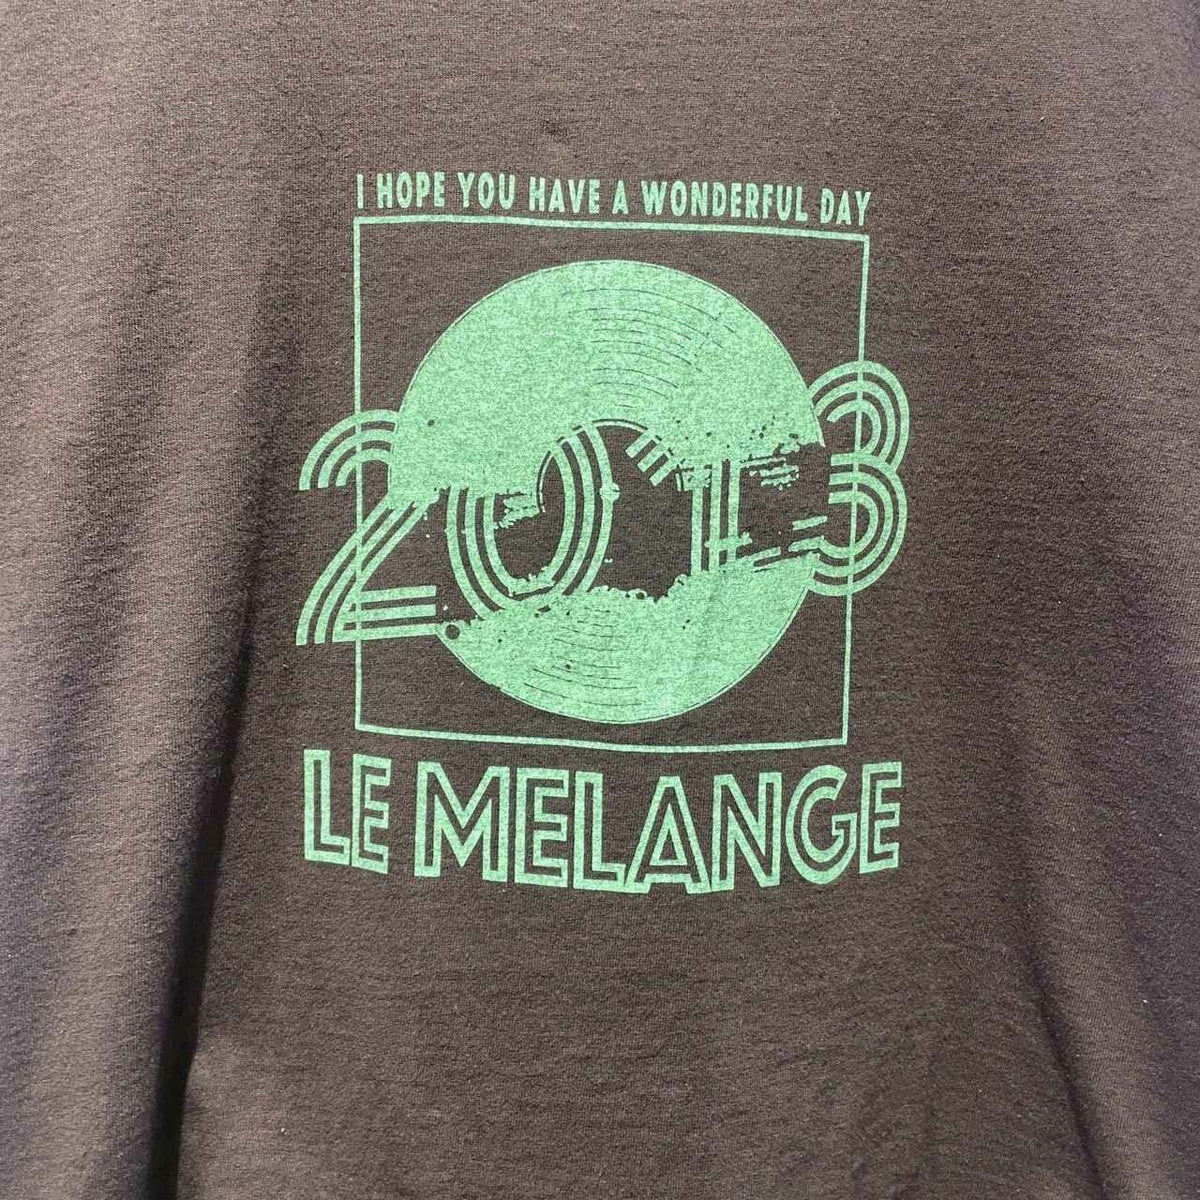 I HOPE YOU HAVE A WONDERFUL DAY
2013
LE MELANGE